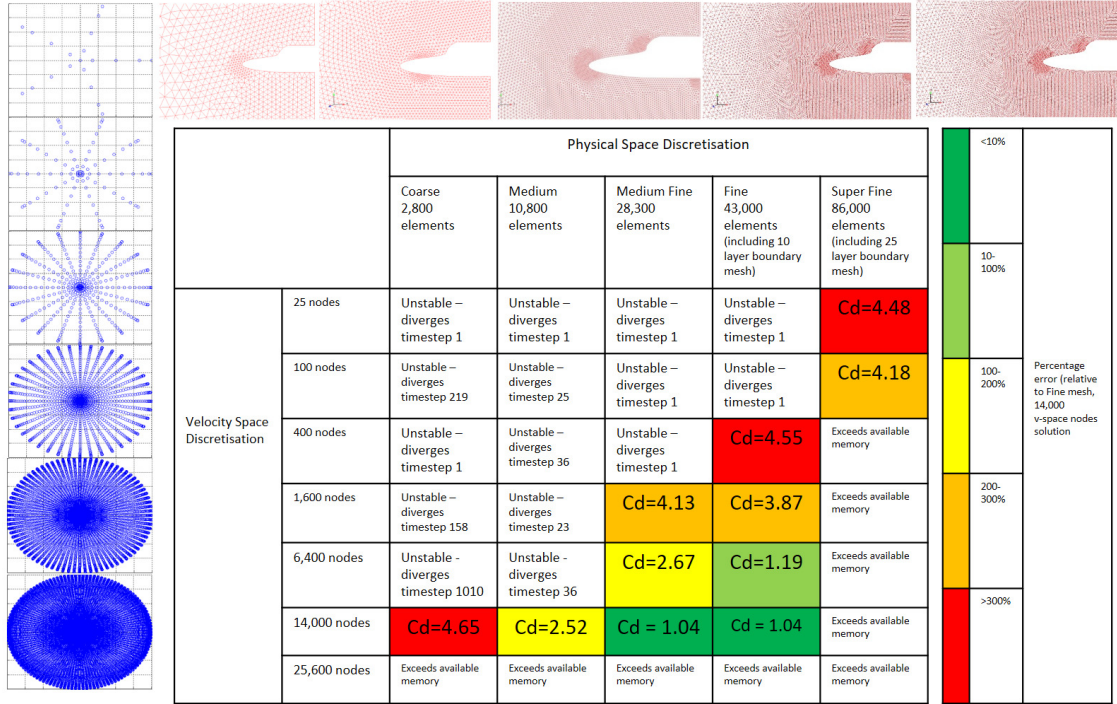 Physical Space Discretisation
Coarse
2,800
elements
Medium
10,800
elements
Medium Fine
28,300
elements
Fine
43,000
elements
(including 10
layer boundary
mesh)
Super Fine
86,000
elements
(including 25
layer boundary
mesh)
Velocity Space
Discretisation
25 nodes
Unstable –
diverges
timestep 1
Unstable –
diverges
timestep 1
Unstable –
diverges
timestep 1
Unstable –
diverges
timestep 1
Cd=4.48
100 nodes
Unstable –
diverges
timestep 219
Unstable –
diverges
timestep 25
Unstable –
diverges
timestep 1
Unstable –
diverges
timestep 1
Cd=4.18
400 nodes
Unstable –
diverges
timestep 1
Unstable –
diverges
timestep 36
Unstable –
diverges
timestep 1
Cd=4.55
Exceeds available
memory
1,600 nodes
Unstable –
diverges
timestep 158
Unstable –
diverges
timestep 23
Cd=4.13
Cd=3.87
Exceeds available
memory
6,400 nodes
Unstable -
diverges
timestep 1010
Unstable -
diverges
timestep 36
Cd=2.67
Cd=1.19
Exceeds available
memory
14,000 nodes
Cd=4.65
Cd=2.52
Cd = 1.04
Cd = 1.04
Exceeds available
memory
25,600 nodes
Exceeds available
memory
Exceeds available
memory
Exceeds available
memory
Exceeds available
memory
Exceeds available
memory
<10%
10-
100%
100-
200%
200-
300%
>300%
Percentage
error (relative
to Fine mesh,
14,000
v-space nodes
solution